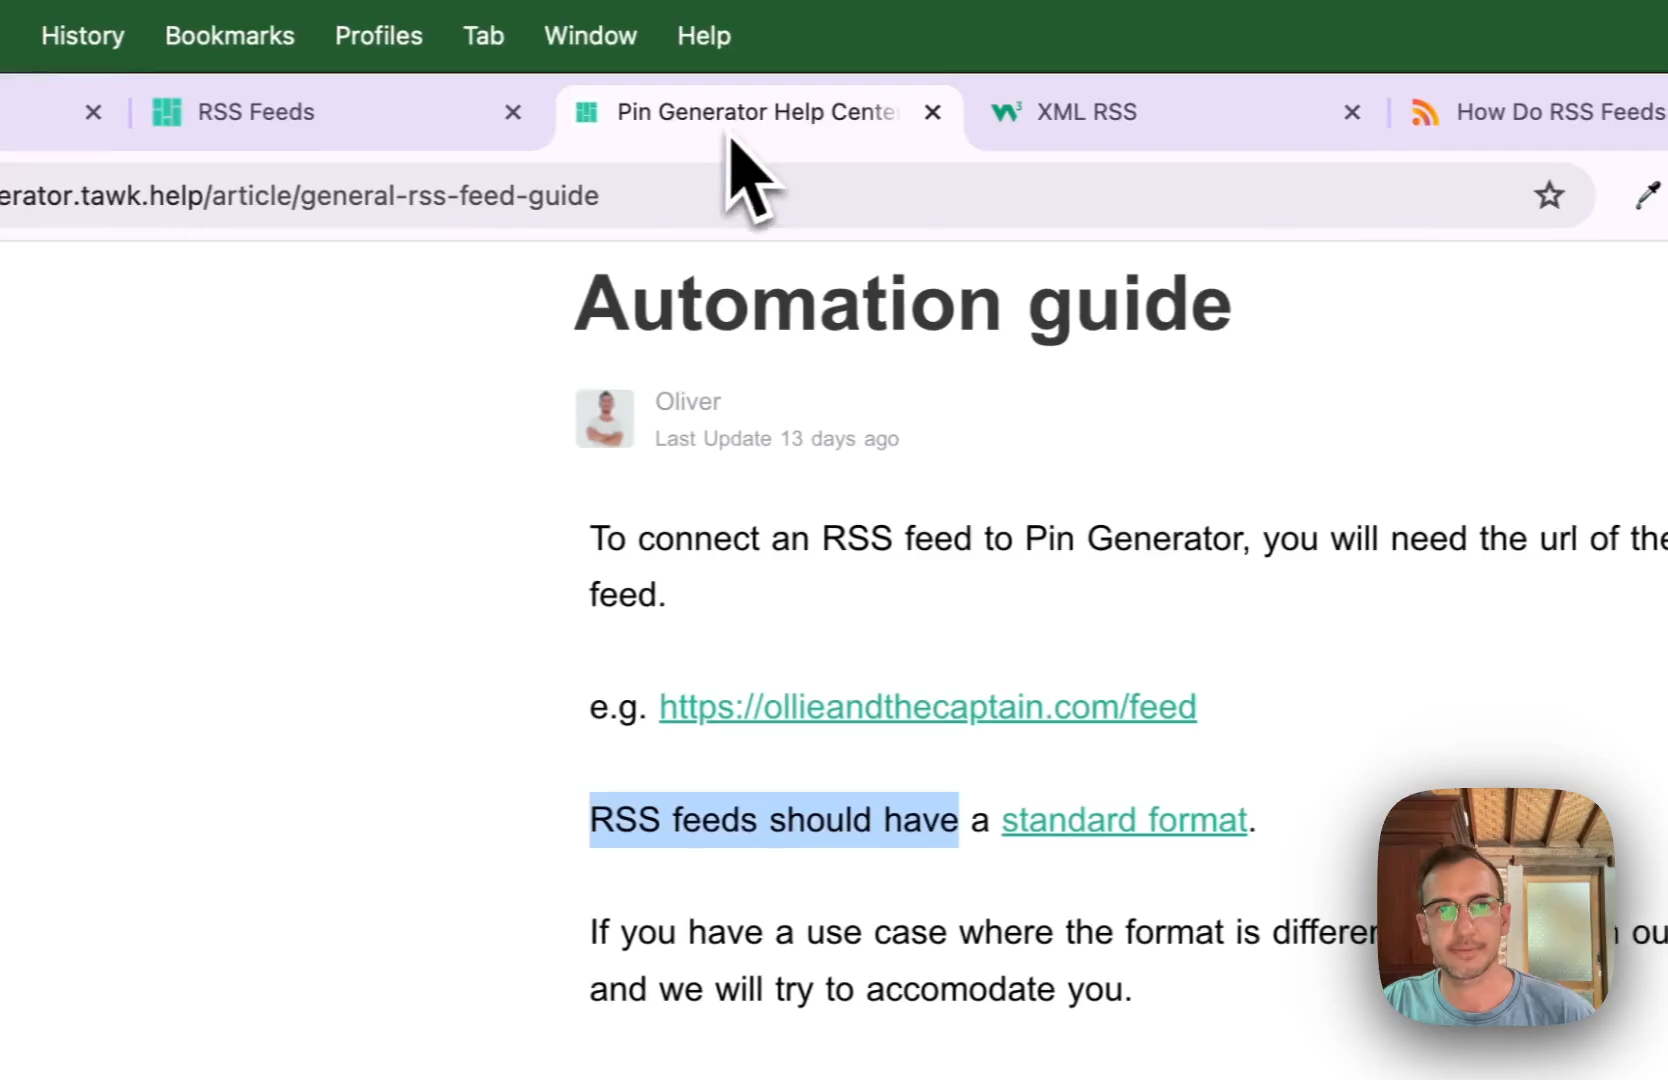 History Bookmarks Profiles Tab Window Help
RSS Feeds Pin Generator Help Cente XML RSS How Do RSS Feeds
erator.tawk.help/article/general-rss-feed-guide
Automation guide
Oliver
Last Update 13 days ago
To connect an RSS feed to Pin Generator, you will need the url of the
feed.
e.g. https://ollieandthecaptain.com/feed
RSS feeds should have a standard format.
If you have a use case where the format is differen ou
and we will try to accomodate you.